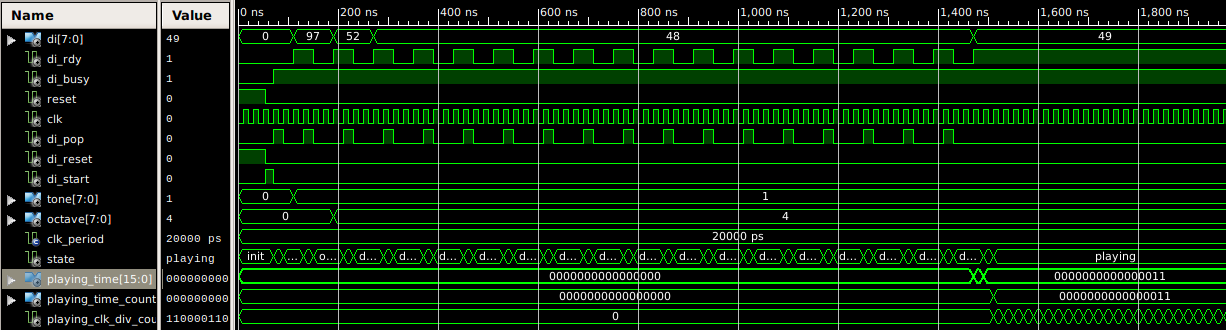 Name Value 0 ns 200 ns 400 ns 600 ns 800 ns 1,000 ns 1,200 ns 1,400 ns 1,600 ns 1,800 ns
di[7:0] 49 0 97 52 48 49
di_rdy 1
di_busy 1
reset 0
clk 0
di_pop 0
di_reset 0
di_start 0
tone[7:0] 1 0 1
octave[7:0] 4 0 4
clk_period 20000 ps 20000 ps
state playing init ... o... d... ... d... d... d... d... d... d... d... d... d... d... d... d... d... d... playing
playing_time[15:0] 000000000 0000000000000000 0000000000000011
playing_time_count 000000000 0000000000000000 0000000000000011
playing_clk_div_cou 110000110 0